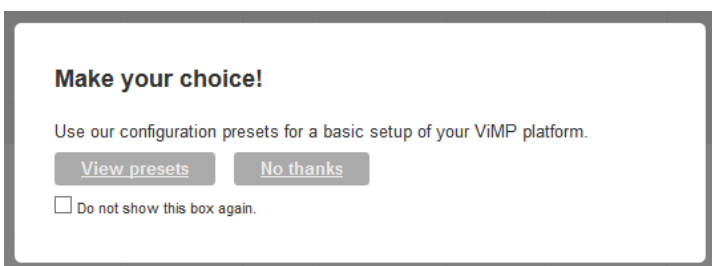 Make your choice!
Use our configuration presets for a basic setup of your ViMP platform.
View presets No thanks
Do not show this box again.